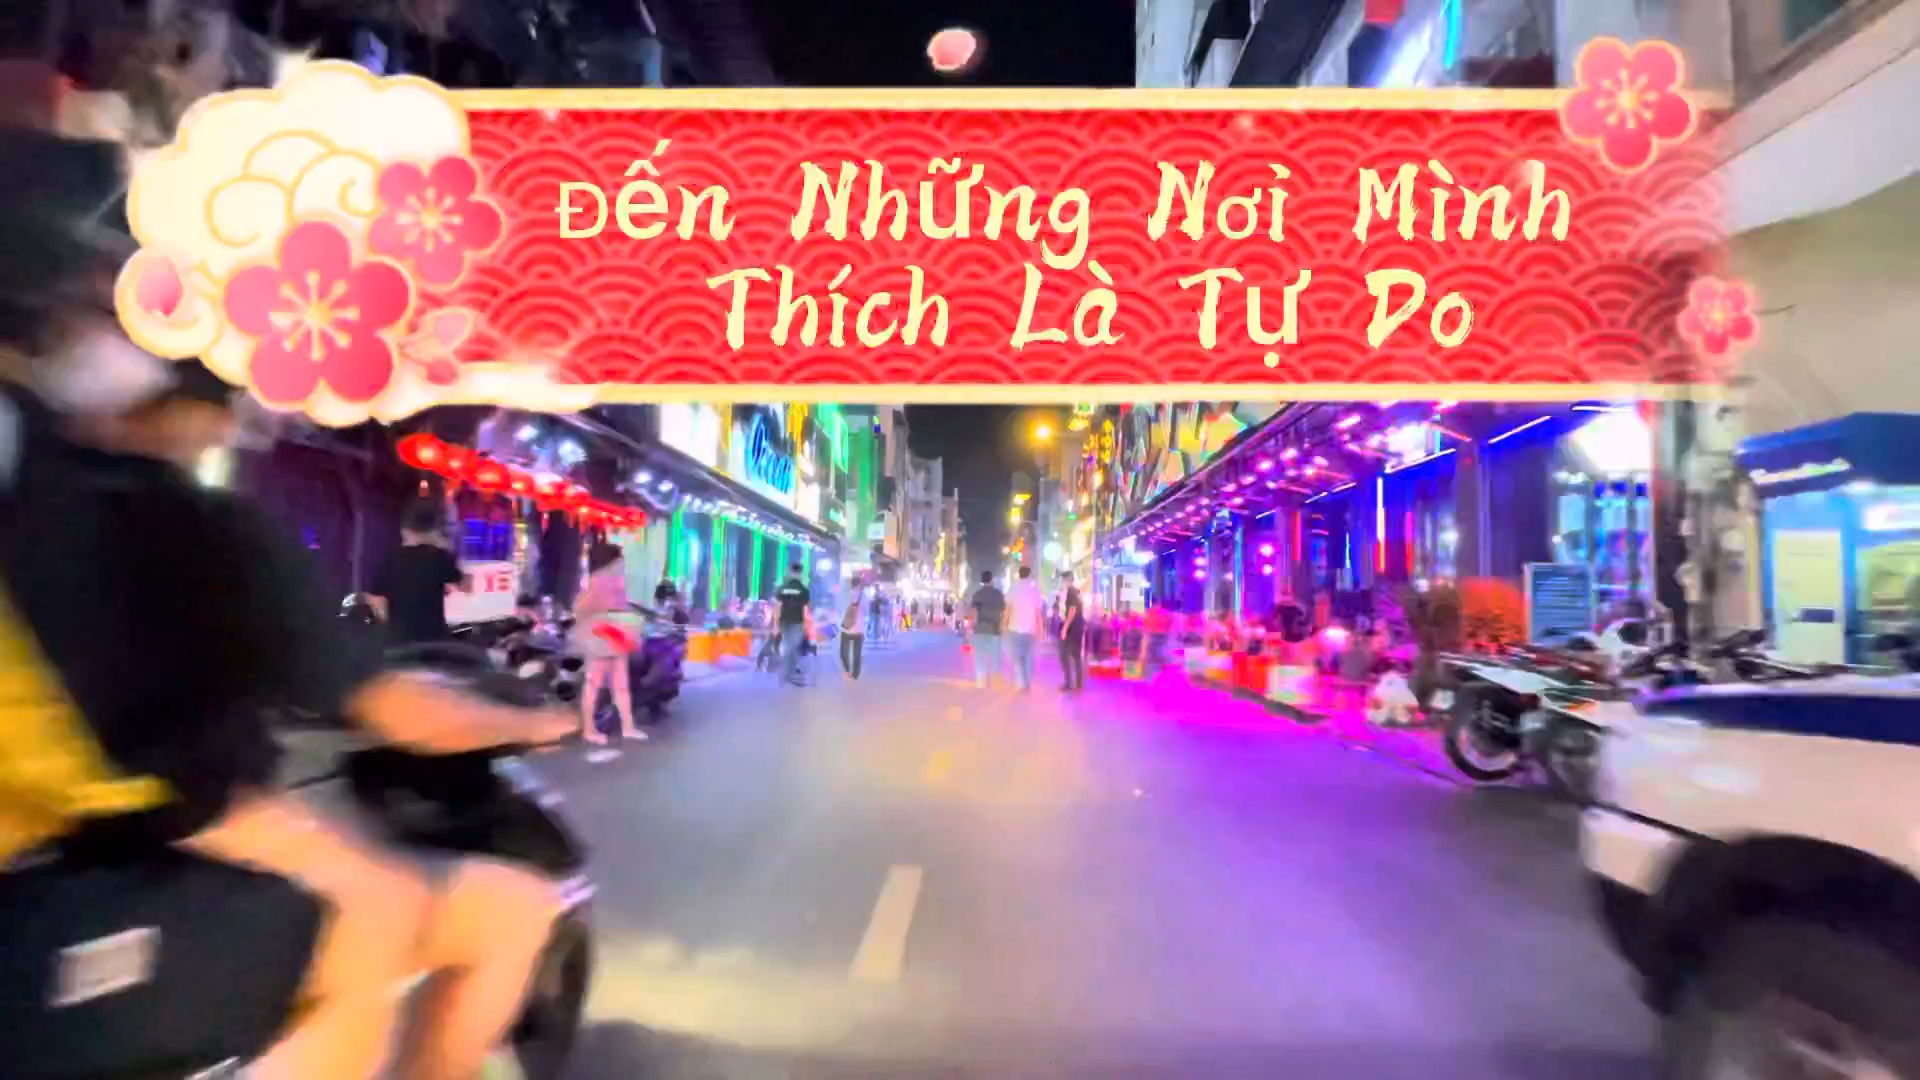 Đến Những Nơi Mình
Thích Là Tự Do